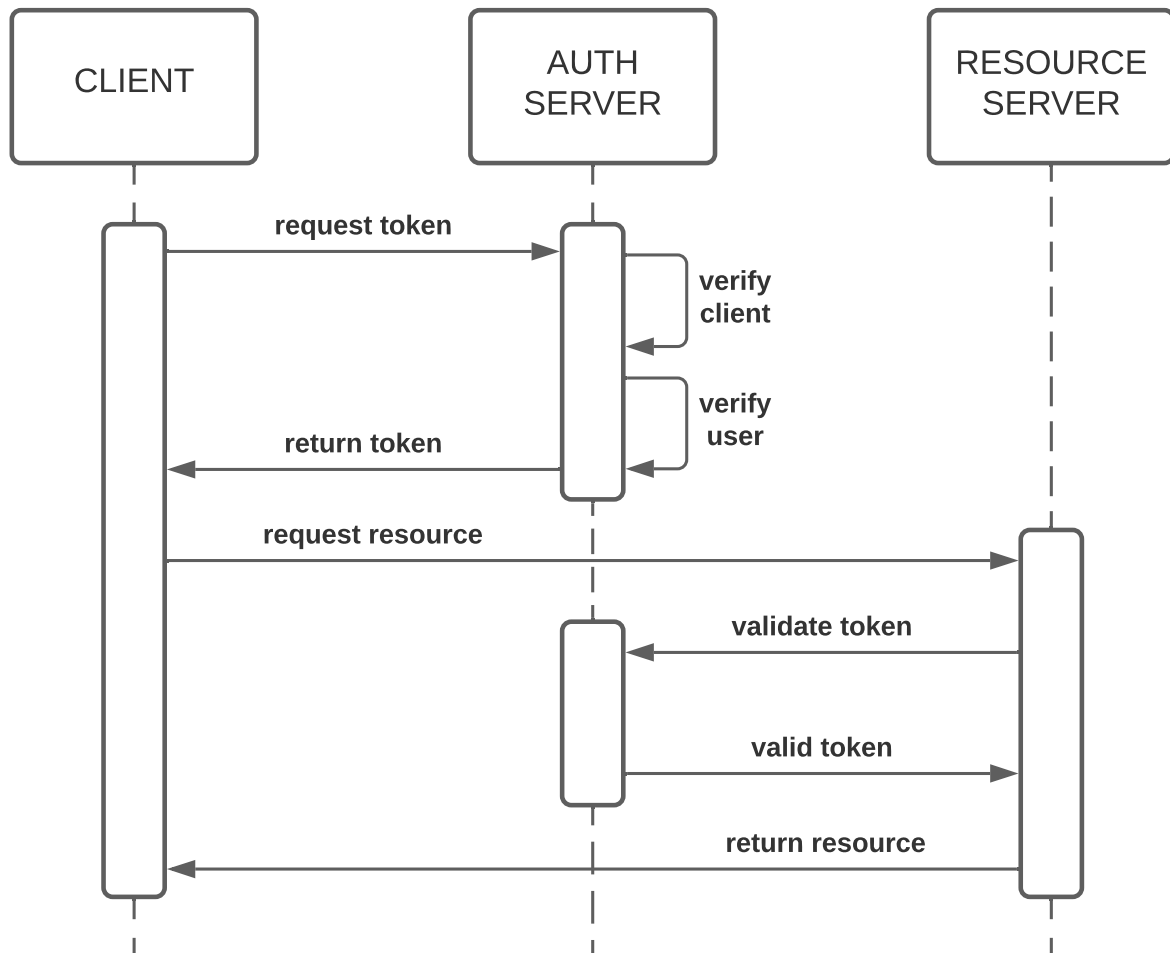 CLIENT
AUTH
SERVER
RESOURCE
SERVER
request token
verify
client
verify
user
return token
request resource
validate token
valid token
return resource